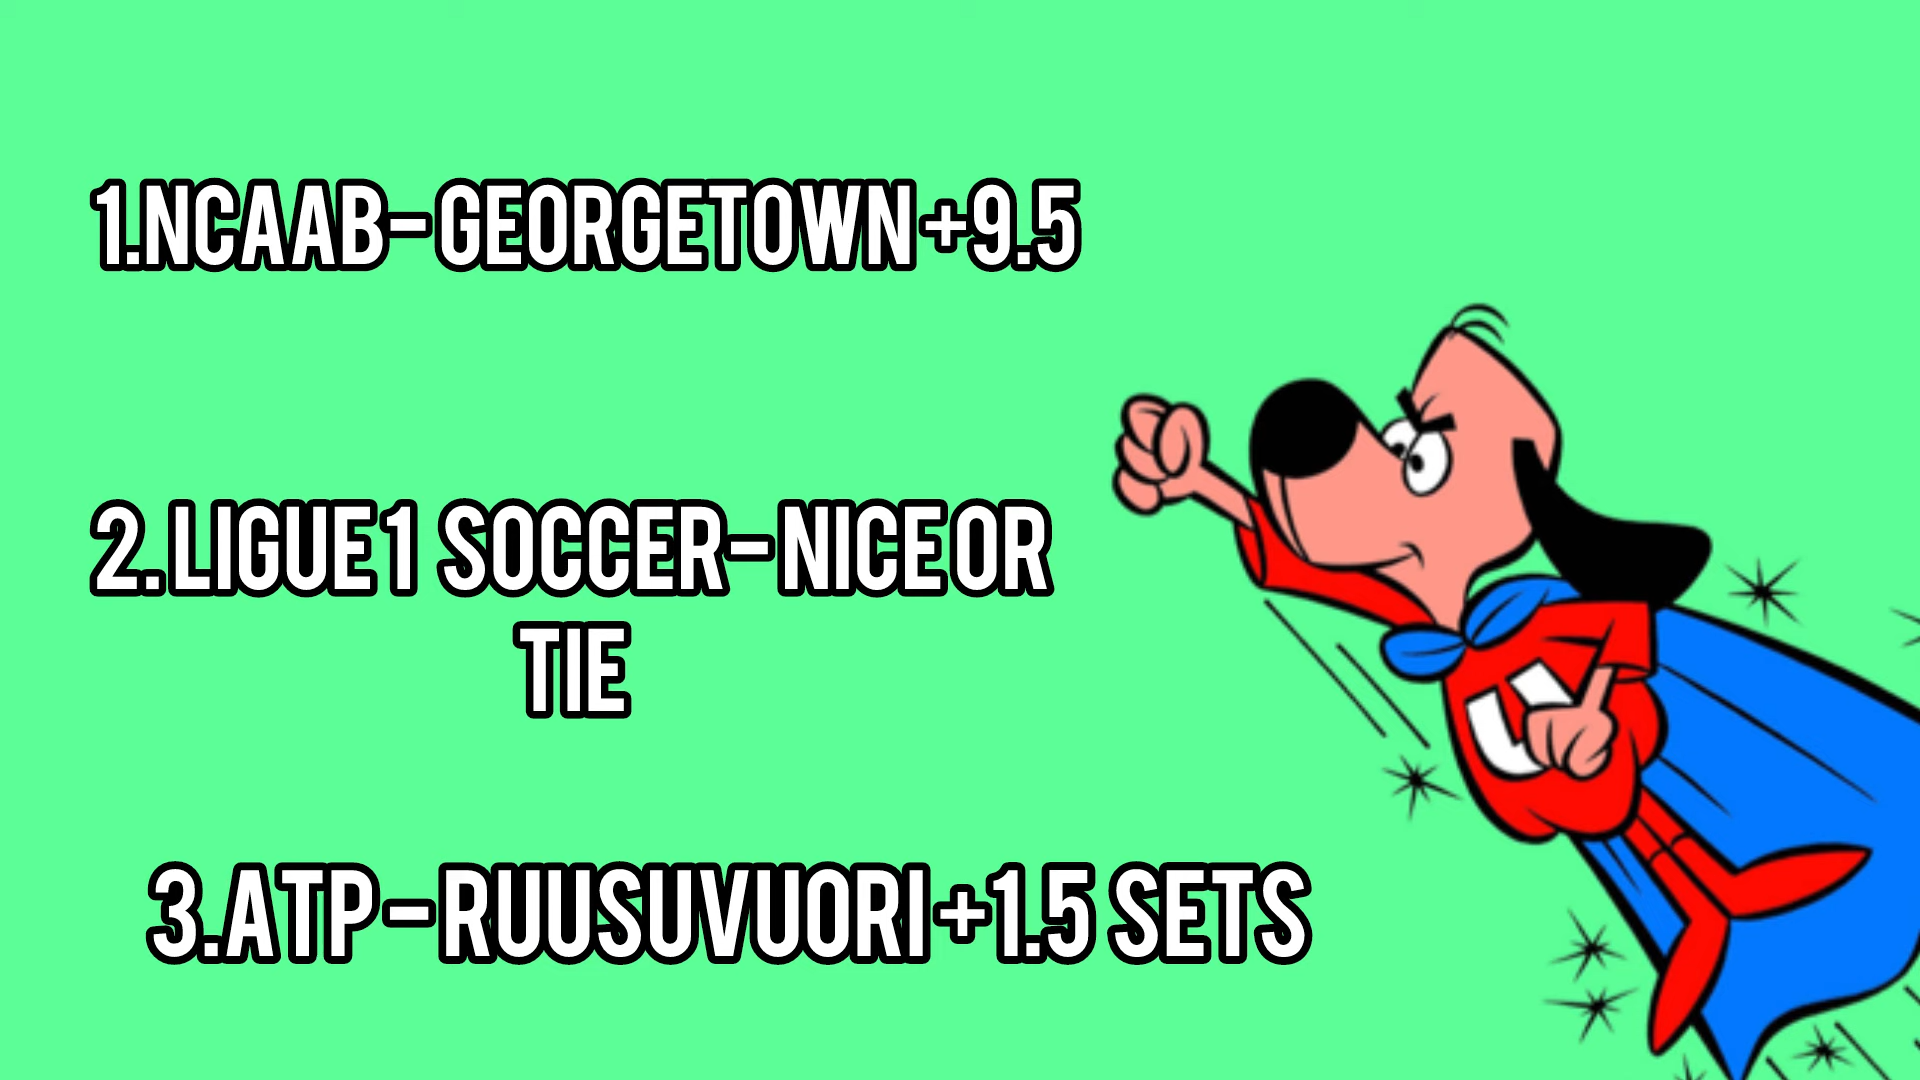 1.NCAAB-GEORGETOWN +9.5
2. LIGUE 1 SOCCER-NICE OR
TIE
3.ATP-RUUSUVUORI +1.5 SETS
U